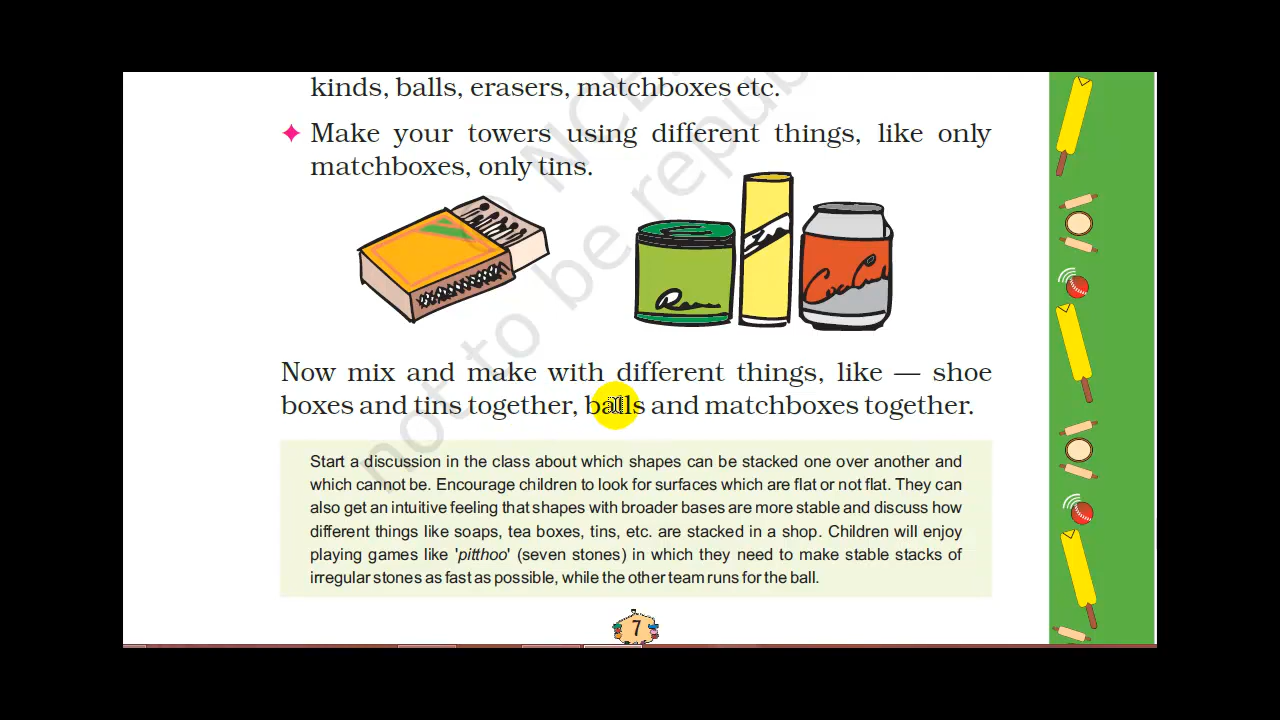 kinds, balls, erasers, matchboxes etc.
Make your towers using different things, like only
matchboxes, only tins.
Now mix and make with different things, like — shoe
boxes and tins together, balls and matchboxes together.
Start a discussion in the class about which shapes can be stacked one over another and
which cannot be. Encourage children to look for surfaces which are flat or not flat. They can
also get an intuitive feeling that shapes with broader bases are more stable and discuss how
different things like soaps, tea boxes, tins, etc. are stacked in a shop. Children will enjoy
playing games like 'pitthoo' (seven stones) in which they need to make stable stacks of
irregular stones as fast as possible, while the other team runs for the ball.
7
not to be republ